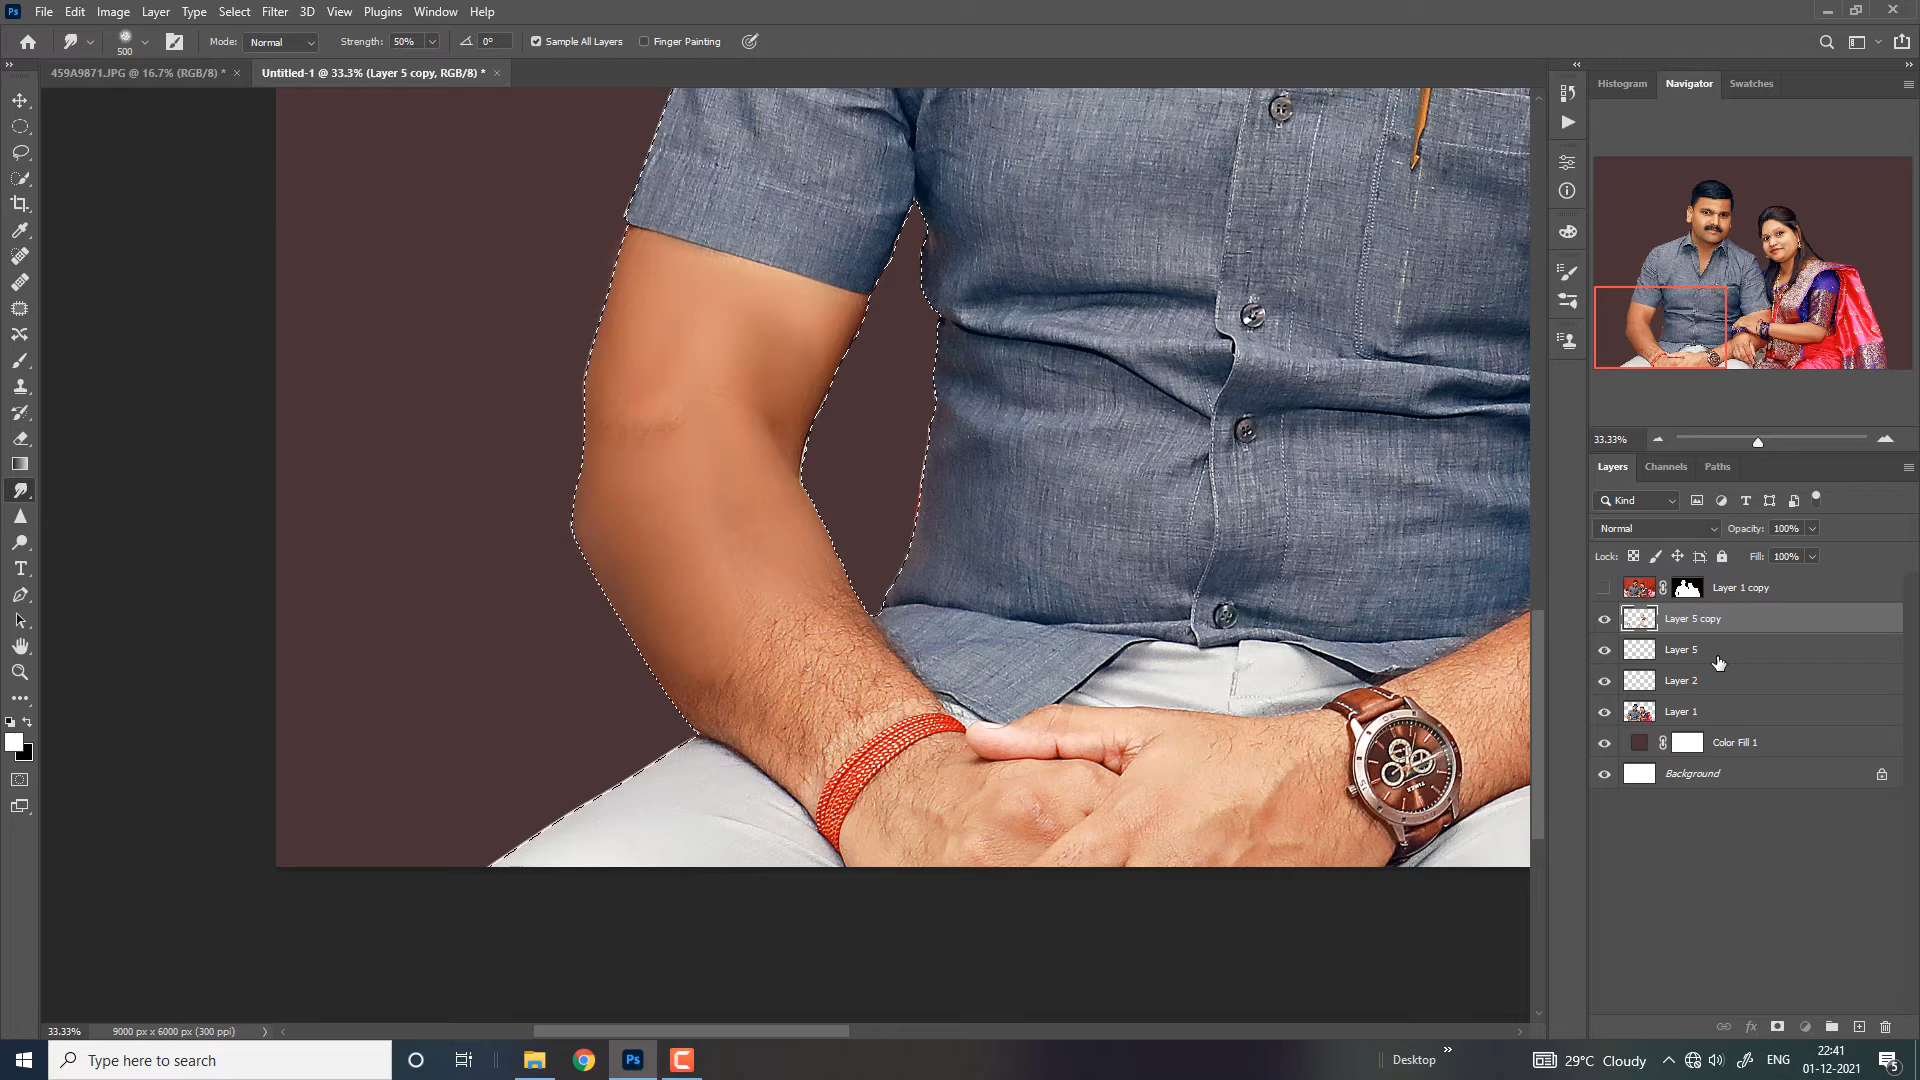 Ps File Edit Image Layer Type Select Filter 3D View Plugins Window Help
500 Mode: Normal Strength: 50% 0° Sample All Layers Finger Painting
459A9871.JPG @ 16.7% (RGB/8) * × Untitled-1 @ 33.3% (Layer 5 copy, RGB/8) * ×
Histogram Navigator Swatches
33.33%
Layers Channels Paths
Kind
Normal Opacity: 100%
Lock: Fill: 100%
Layer 1 copy
Layer 5 copy
Layer 5
Layer 2
Layer 1
Color Fill 1
Background
TIMEX
33.33% 9000 px x 6000 px (300 ppi)
Type here to search
Ps
Desktop
29°C Cloudy
ENG
22:41
01-12-2021
5